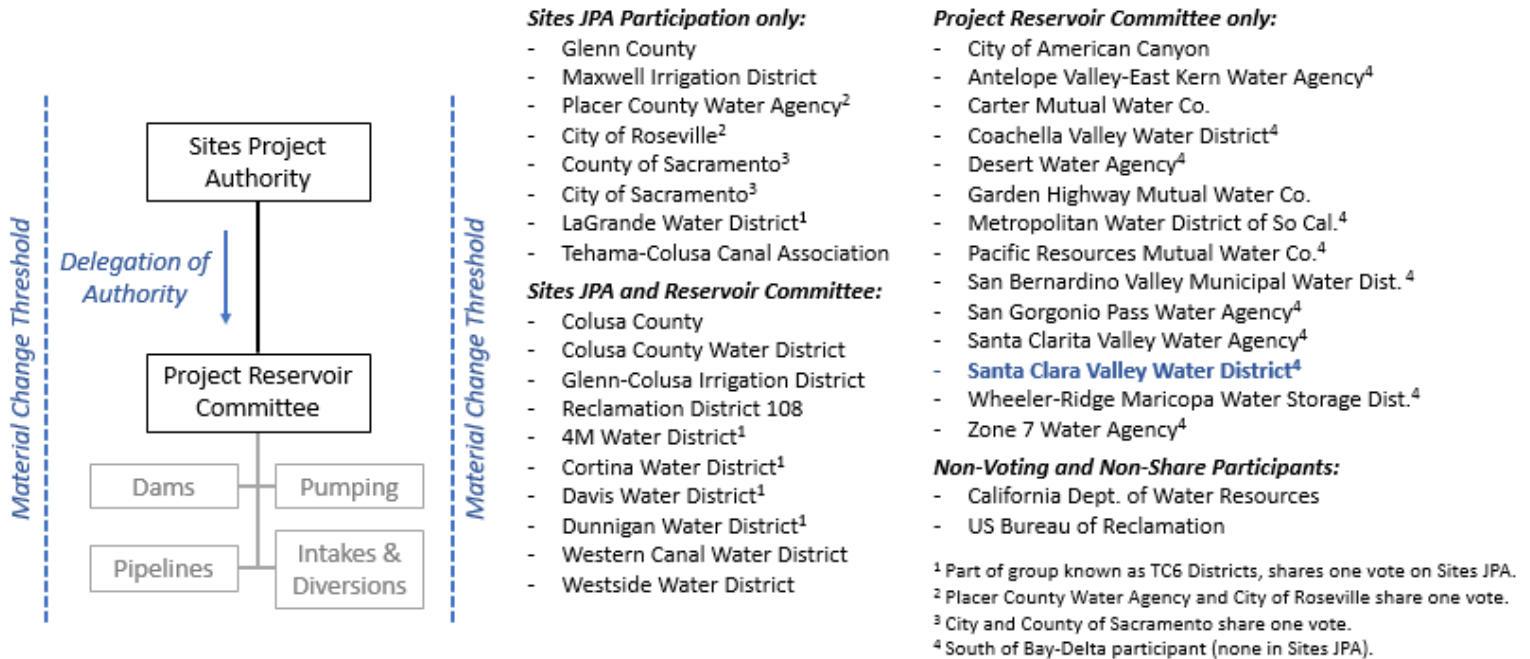 Material Change Threshold
Sites Project
Authority
Delegation of
Authority
Project Reservoir
Committee
Dams
Pumping
Pipelines
Intakes &
Diversions
Material Change Threshold
Sites JPA Participation only:
- Glenn County
- Maxwell Irrigation District
- Placer County Water Agency²
- City of Roseville²
- County of Sacramento³
- City of Sacramento³
- LaGrande Water District¹
- Tehama-Colusa Canal Association
Sites JPA and Reservoir Committee:
- Colusa County
- Colusa County Water District
- Glenn-Colusa Irrigation District
- Reclamation District 108
- 4M Water District¹
- Cortina Water District¹
- Davis Water District¹
- Dunnigan Water District¹
- Western Canal Water District
- Westside Water District
Project Reservoir Committee only:
- City of American Canyon
- Antelope Valley-East Kern Water Agency⁴
- Carter Mutual Water Co.
- Coachella Valley Water District⁴
- Desert Water Agency⁴
- Garden Highway Mutual Water Co.
- Metropolitan Water District of So Cal.⁴
- Pacific Resources Mutual Water Co.⁴
- San Bernardino Valley Municipal Water Dist. ⁴
- San Gorgonio Pass Water Agency⁴
- Santa Clarita Valley Water Agency⁴
- Santa Clara Valley Water District⁴
- Wheeler-Ridge Maricopa Water Storage Dist.⁴
- Zone 7 Water Agency⁴
Non-Voting and Non-Share Participants:
- California Dept. of Water Resources
- US Bureau of Reclamation
¹ Part of group known as TC6 Districts, shares one vote on Sites JPA.
² Placer County Water Agency and City of Roseville share one vote.
³ City and County of Sacramento share one vote.
⁴ South of Bay-Delta participant (none in Sites JPA).